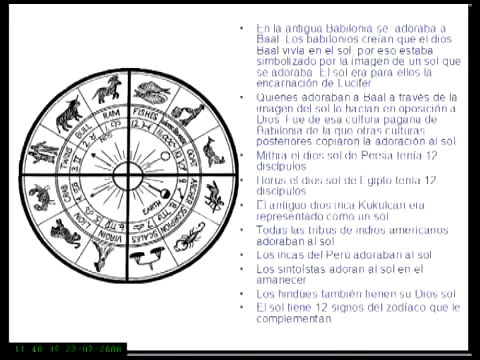 En la antigua Babilonia se adoraba a
Baal. Los babilonios creían que el dios
Baal vivía en el sol, por eso estaba
simbolizado por la imagen de un sol que
se adoraba. El sol era para ellos la
encarnación de Lucifer
Quienes adoraban a Baal a través de la
imagen del sol lo hacían en oposición a
Dios. Fue de esa cultura pagana de
Babilonia de la que otras culturas
posteriores copiaron la adoración al sol
Mithra el dios sol de Persia tenía 12
discípulos
Horus el dios sol de Egipto tenía 12
discípulos
El antiguo dios inca Kukulcan era
representado como un sol
Todas las tribus de indios americanos
adoraban al sol
Los incas del Perú adoraban al sol
Los sintoístas adoran al sol en el
amanecer
Los hindúes también tienen su Dios sol
El sol tiene 12 signos del zodíaco que le
complementan
RAM
FISHES
BULL
TWINS
CRAB
LION
VIRGIN
SCALES
SCORPION
ARCHER
GOAT
EARTH